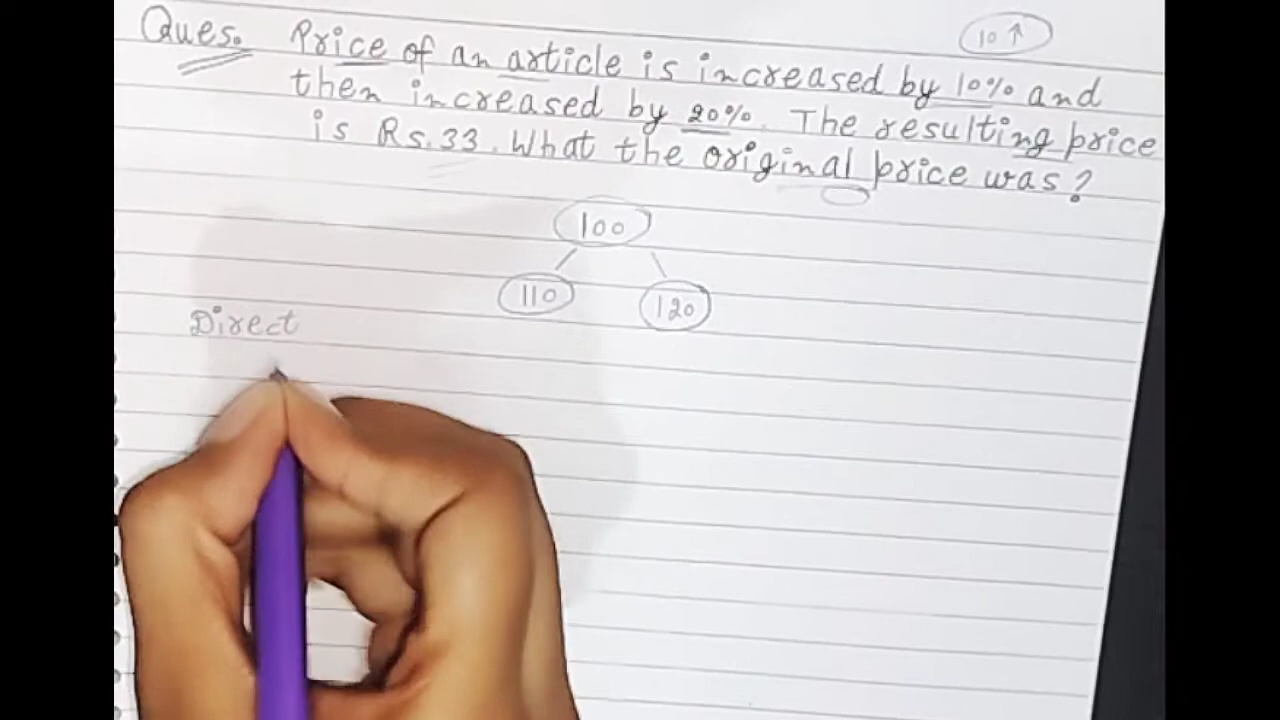 10 ↑
Ques. Price of an article is increased by 10% and
then increased by 20%. The resulting price
is Rs.33. What the original price was?
100
110 120
Direct